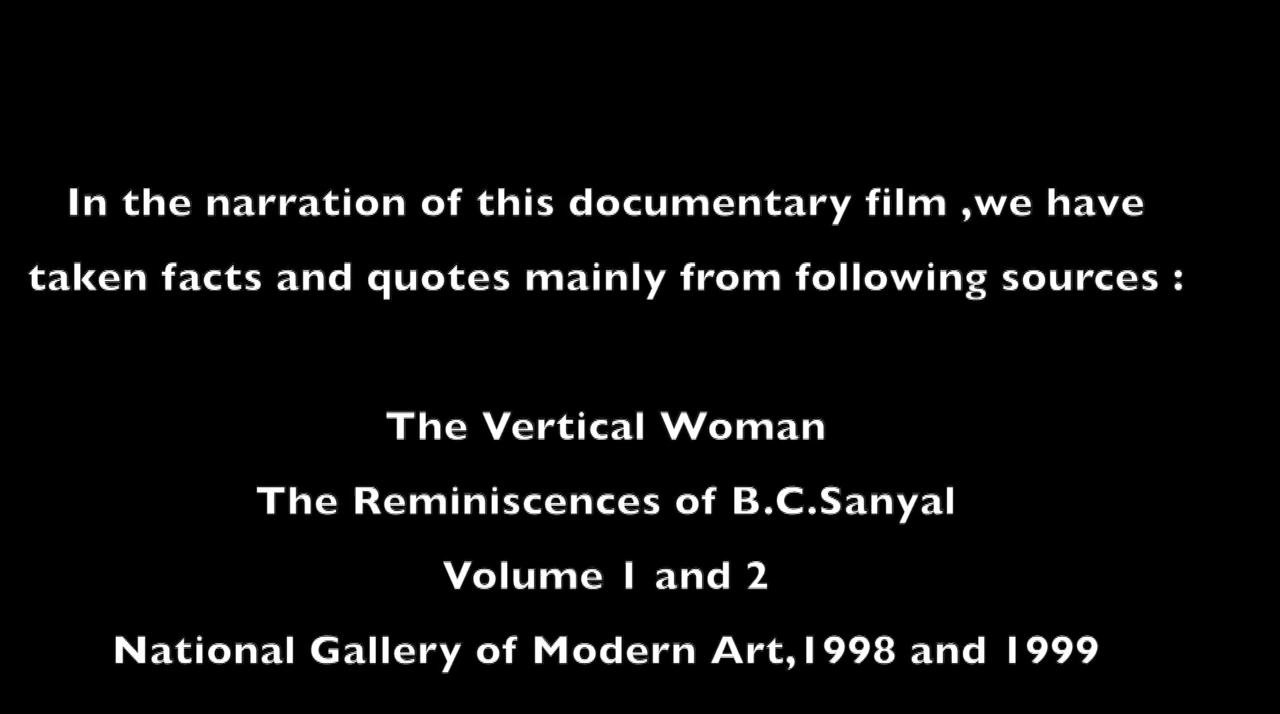 In the narration of this documentary film ,we have
taken facts and quotes mainly from following sources :
The Vertical Woman
The Reminiscences of B.C.Sanyal
Volume 1 and 2
National Gallery of Modern Art,1998 and 1999